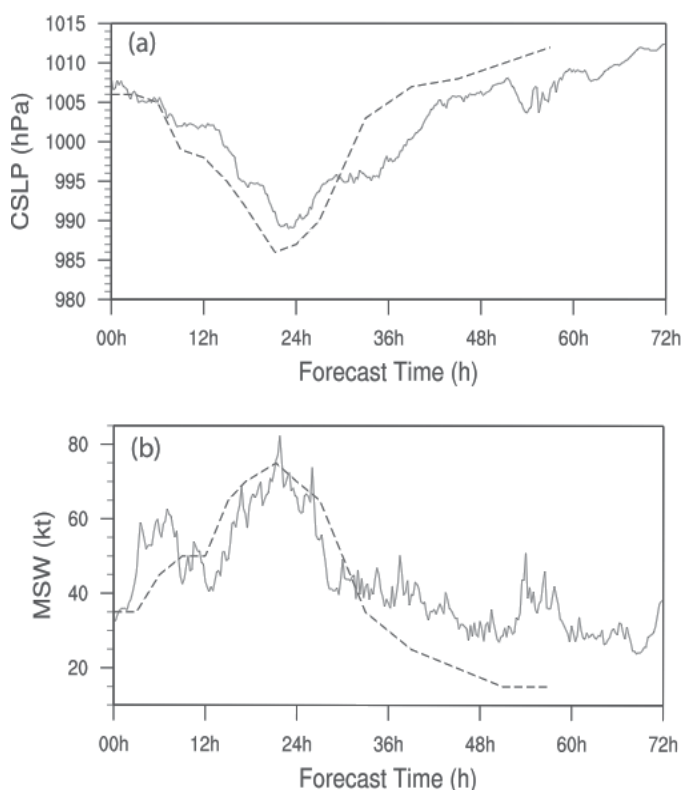 1015
(a)
1010
1005
1000
995
990
985
980
CSLP (hPa)
00h 12h 24h 36h 48h 60h 72h
Forecast Time (h)
80
(b)
60
40
20
MSW (kt)
00h 12h 24h 36h 48h 60h 72h
Forecast Time (h)